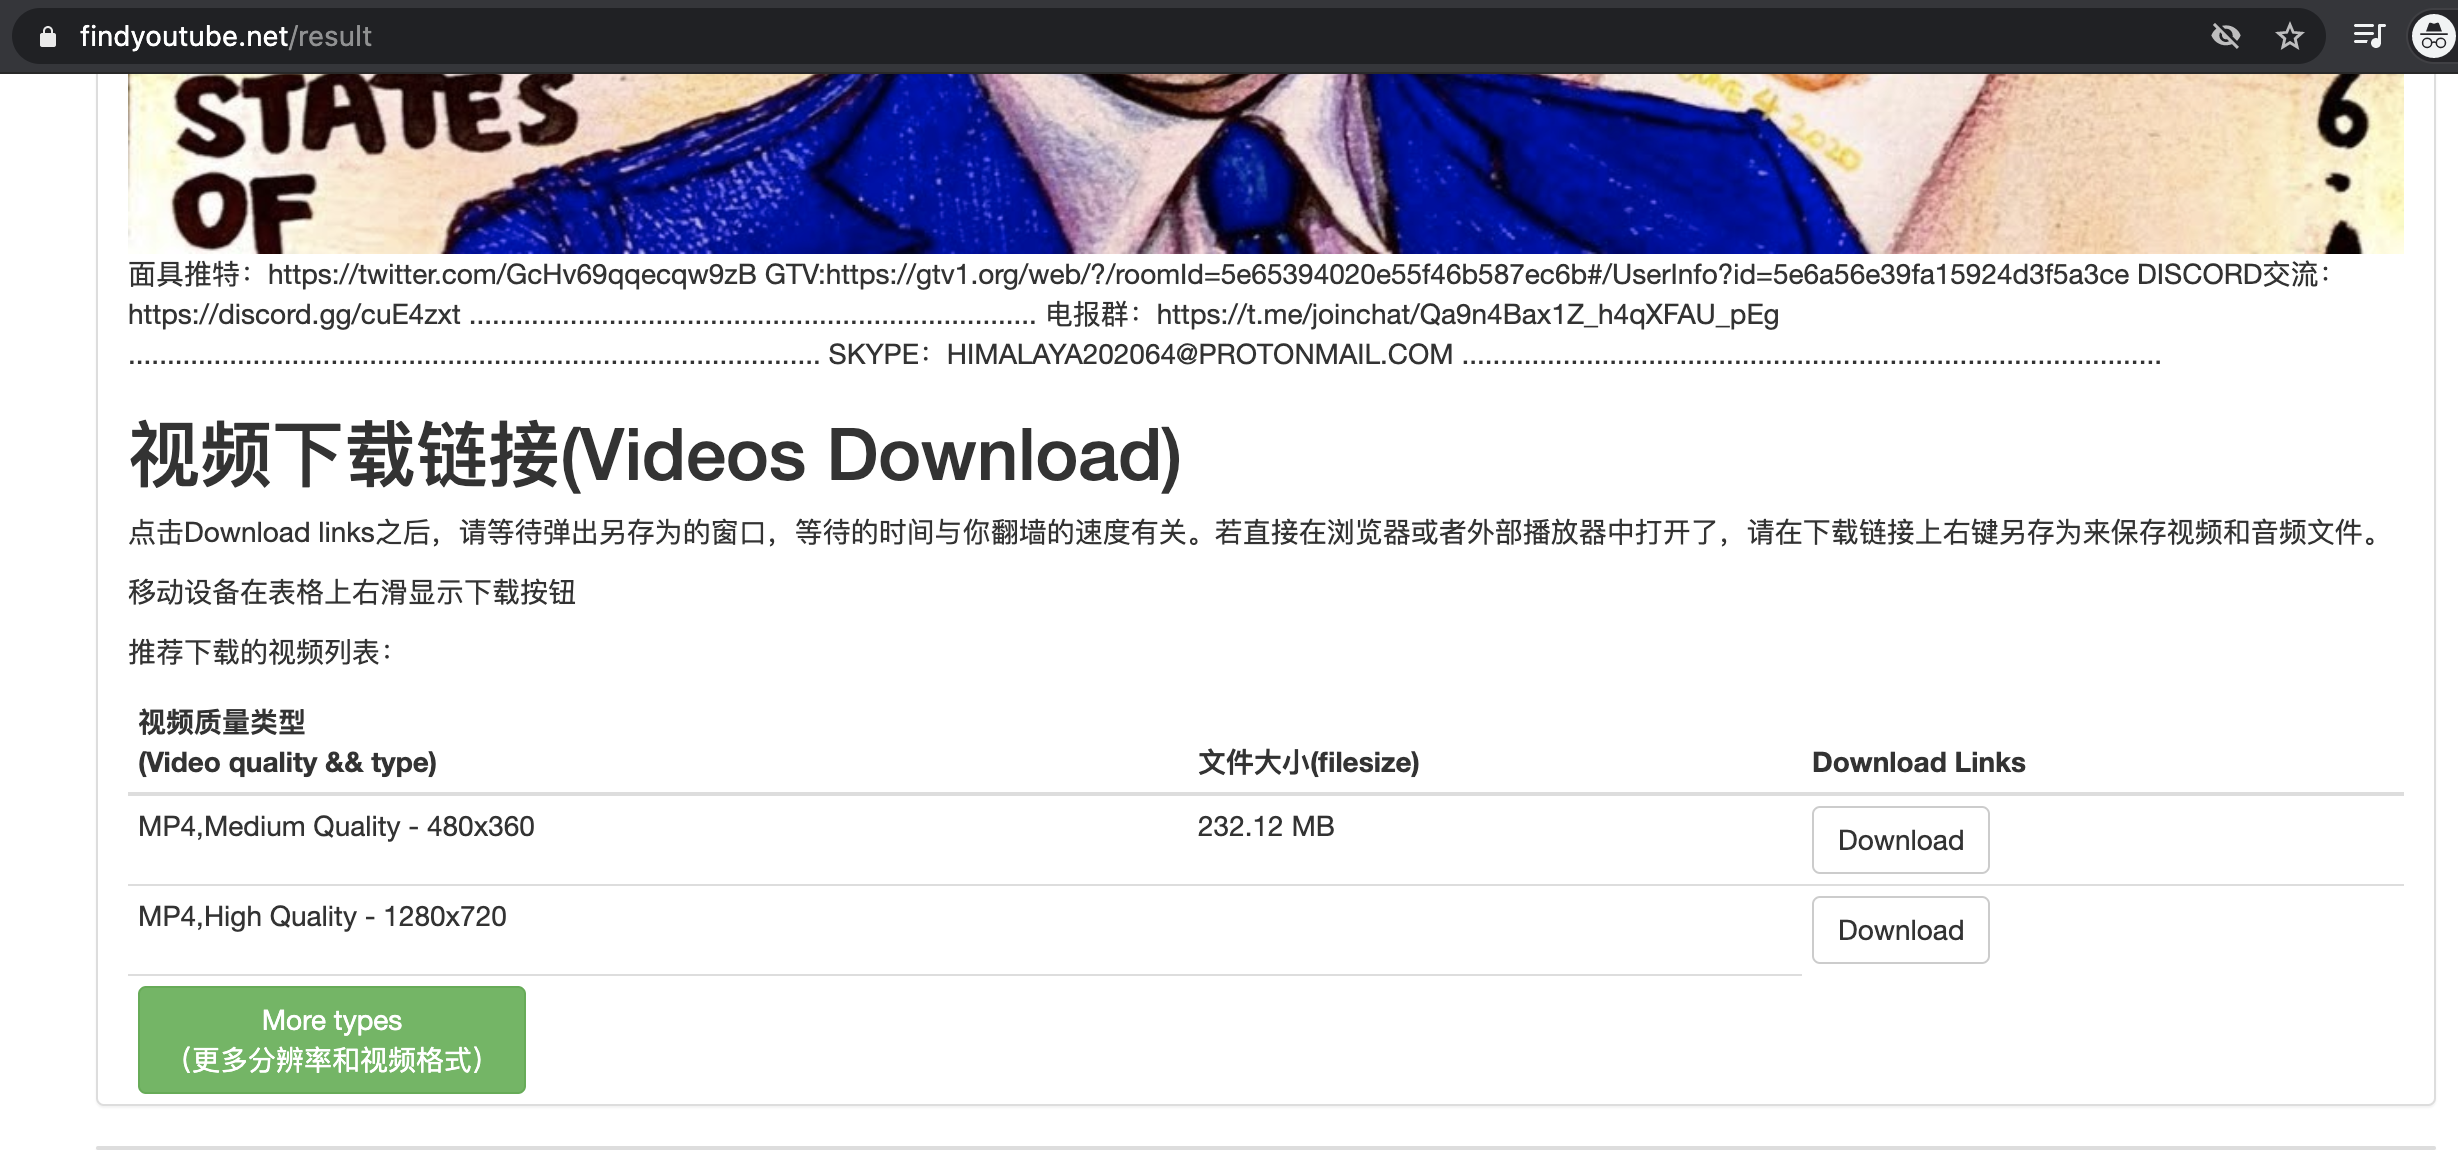 findyoutube.net/result
STATES
OF
JUNE 4 2020
6.
面具推特：https://twitter.com/GcHv69qqecqw9zB GTV:https://gtv1.org/web/?/roomId=5e65394020e55f46b587ec6b#/UserInfo?id=5e6a56e39fa15924d3f5a3ce DISCORD交流：
https://discord.gg/cuE4zxt ......................................................................... 电报群：https://t.me/joinchat/Qa9n4Bax1Z_h4qXFAU_pEg
......................................................................................... SKYPE：HIMALAYA202064@PROTONMAIL.COM ..........................................................................................
视频下载链接(Videos Download)
点击Download links之后，请等待弹出另存为的窗口，等待的时间与你翻墙的速度有关。若直接在浏览器或者外部播放器中打开了，请在下载链接上右键另存为来保存视频和音频文件。
移动设备在表格上右滑显示下载按钮
推荐下载的视频列表：
视频质量类型
(Video quality && type) 文件大小(filesize) Download Links
MP4,Medium Quality - 480x360 232.12 MB Download
MP4,High Quality - 1280x720 Download
More types
（更多分辨率和视频格式）